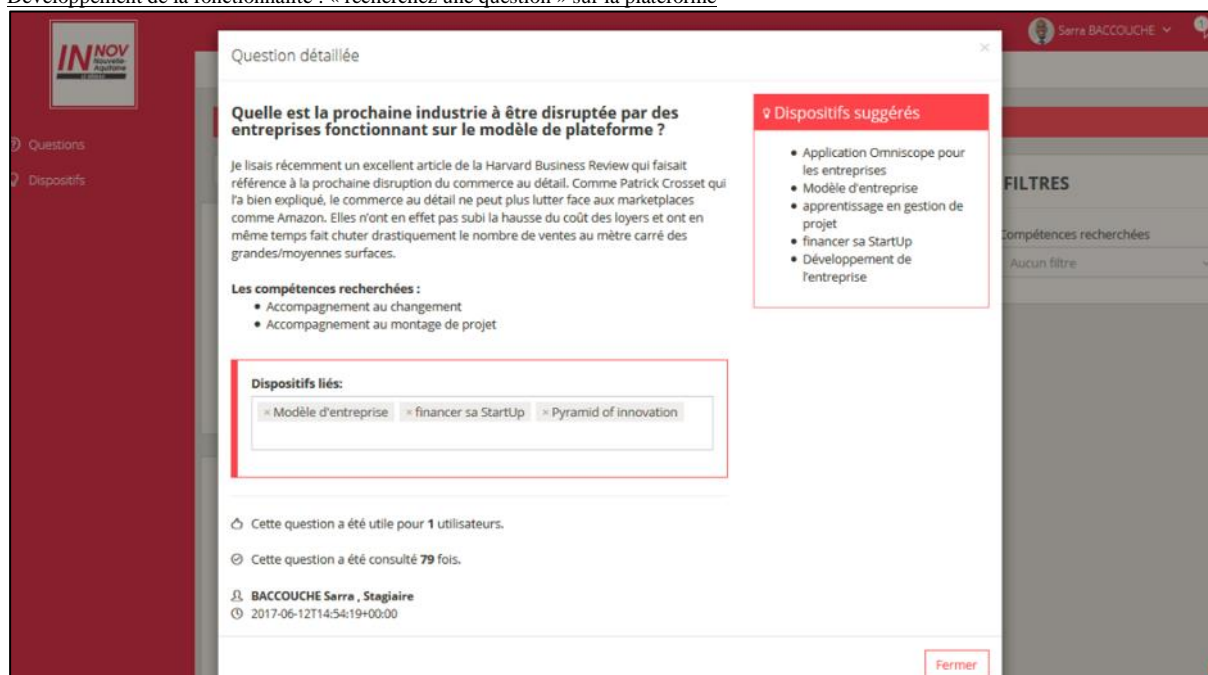 Développement de la fonctionnalité : « recherchez une question » sur la plateforme
INNOV
Nouvelle-
Aquitaine
Sarra BACCOUCHE
1
Questions
Dispositifs
Question détaillée
×
Quelle est la prochaine industrie à être disruptée par des
entreprises fonctionnant sur le modèle de plateforme ?
Je lisais récemment un excellent article de la Harvard Business Review qui faisait
référence à la prochaine disruption du commerce au détail. Comme Patrick Crosset qui
l'a bien expliqué, le commerce au détail ne peut plus lutter face aux marketplaces
comme Amazon. Elles n'ont en effet pas subi la hausse du coût des loyers et ont en
même temps fait chuter drastiquement le nombre de ventes au mètre carré des
grandes/moyennes surfaces.
Les compétences recherchées :
• Accompagnement au changement
• Accompagnement au montage de projet
Dispositifs liés:
× Modèle d'entreprise × financer sa StartUp × Pyramid of innovation
Cette question a été utile pour 1 utilisateurs.
Cette question a été consulté 79 fois.
BACCOUCHE Sarra , Stagiaire
2017-06-12T14:54:19+00:00
Dispositifs suggérés
• Application Omniscope pour
les entreprises
• Modèle d'entreprise
• apprentissage en gestion de
projet
• financer sa StartUp
• Développement de
l'entreprise
FILTRES
Compétences recherchées
Aucun filtre
Fermer